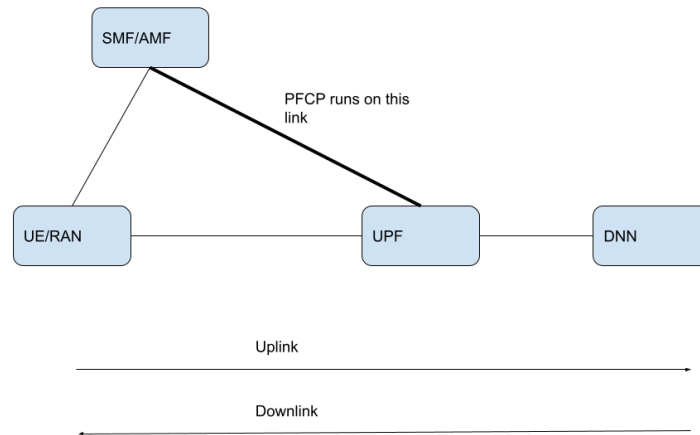 SMF/AMF
PFCP runs on this
link
UE/RAN
UPF
DNN
Uplink
Downlink